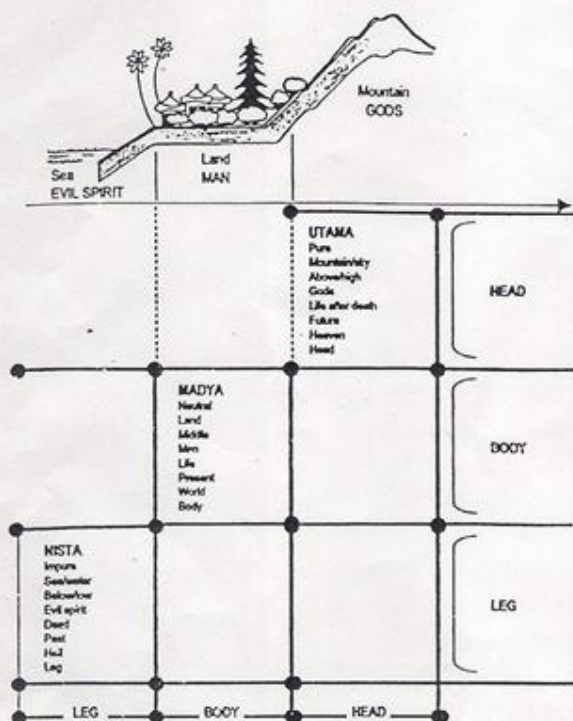 Mountain
GODS
Land
MAN
Sea
EVIL SPIRIT
UTAMA
Pure
Mountain/sky
Above/high
Gods
Life after death
Future
Heaven
Head
HEAD
MADYA
Neutral
Land
Middle
Men
Life
Present
World
Body
BODY
NISTA
Impure
Sea/water
Below/low
Evil spirit
Dead
Past
Hell
Leg
LEG
LEG
BODY
HEAD